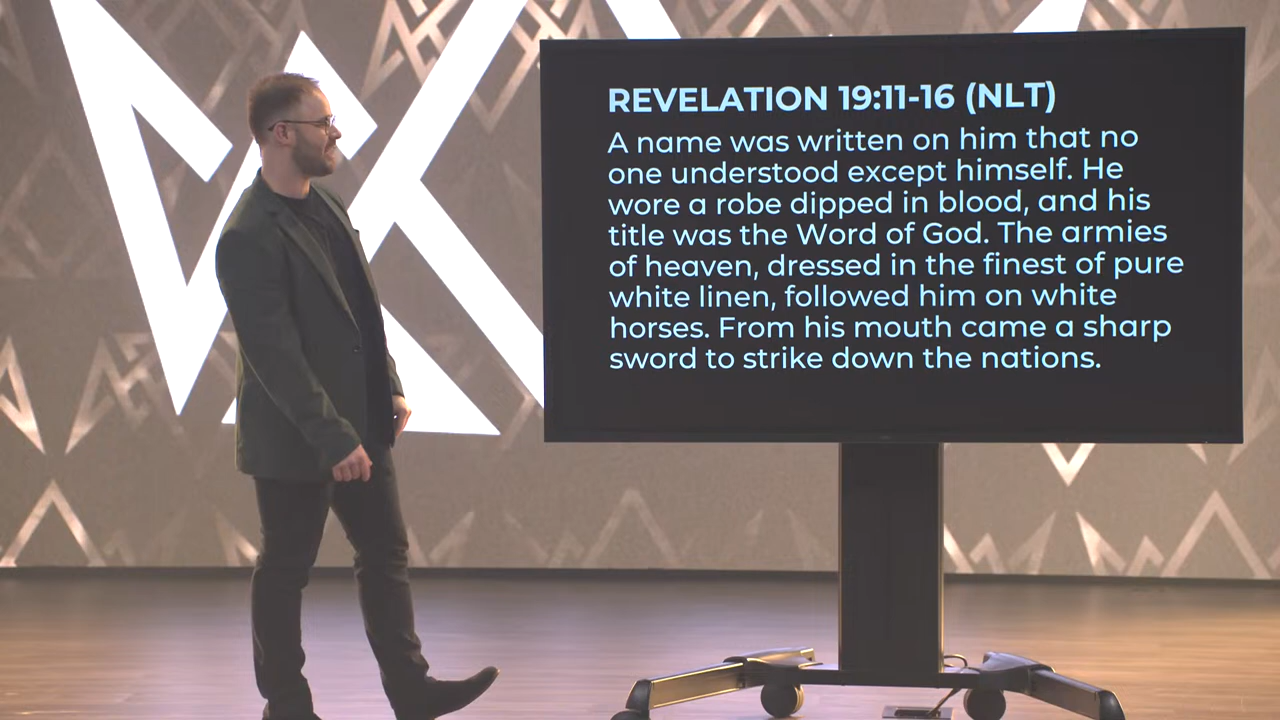 REVELATION 19:11-16 (NLT)
A name was written on him that no
one understood except himself. He
wore a robe dipped in blood, and his
title was the Word of God. The armies
of heaven, dressed in the finest of pure
white linen, followed him on white
horses. From his mouth came a sharp
sword to strike down the nations.